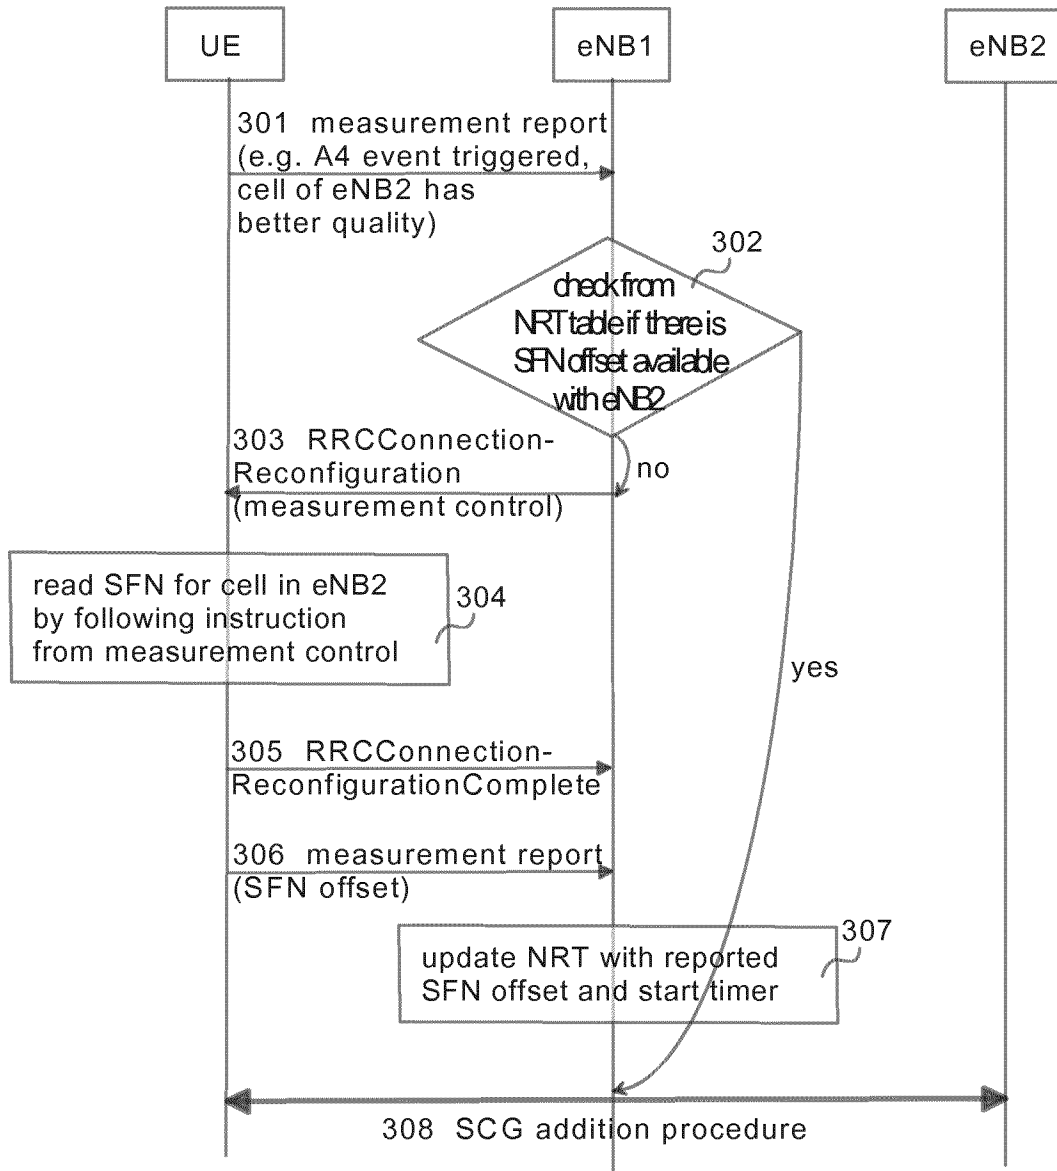 UE
eNB1
eNB2
301 measurement report
(e.g. A4 event triggered,
cell of eNB2 has
better quality)
302
check from
NRT table if there is
SFN offset available
with eNB2
303 RRCConnection-
Reconfiguration
(measurement control)
no
read SFN for cell in eNB2
by following instruction
from measurement control
304
yes
305 RRCConnection-
ReconfigurationComplete
306 measurement report
(SFN offset)
307
update NRT with reported
SFN offset and start timer
308 SCG addition procedure